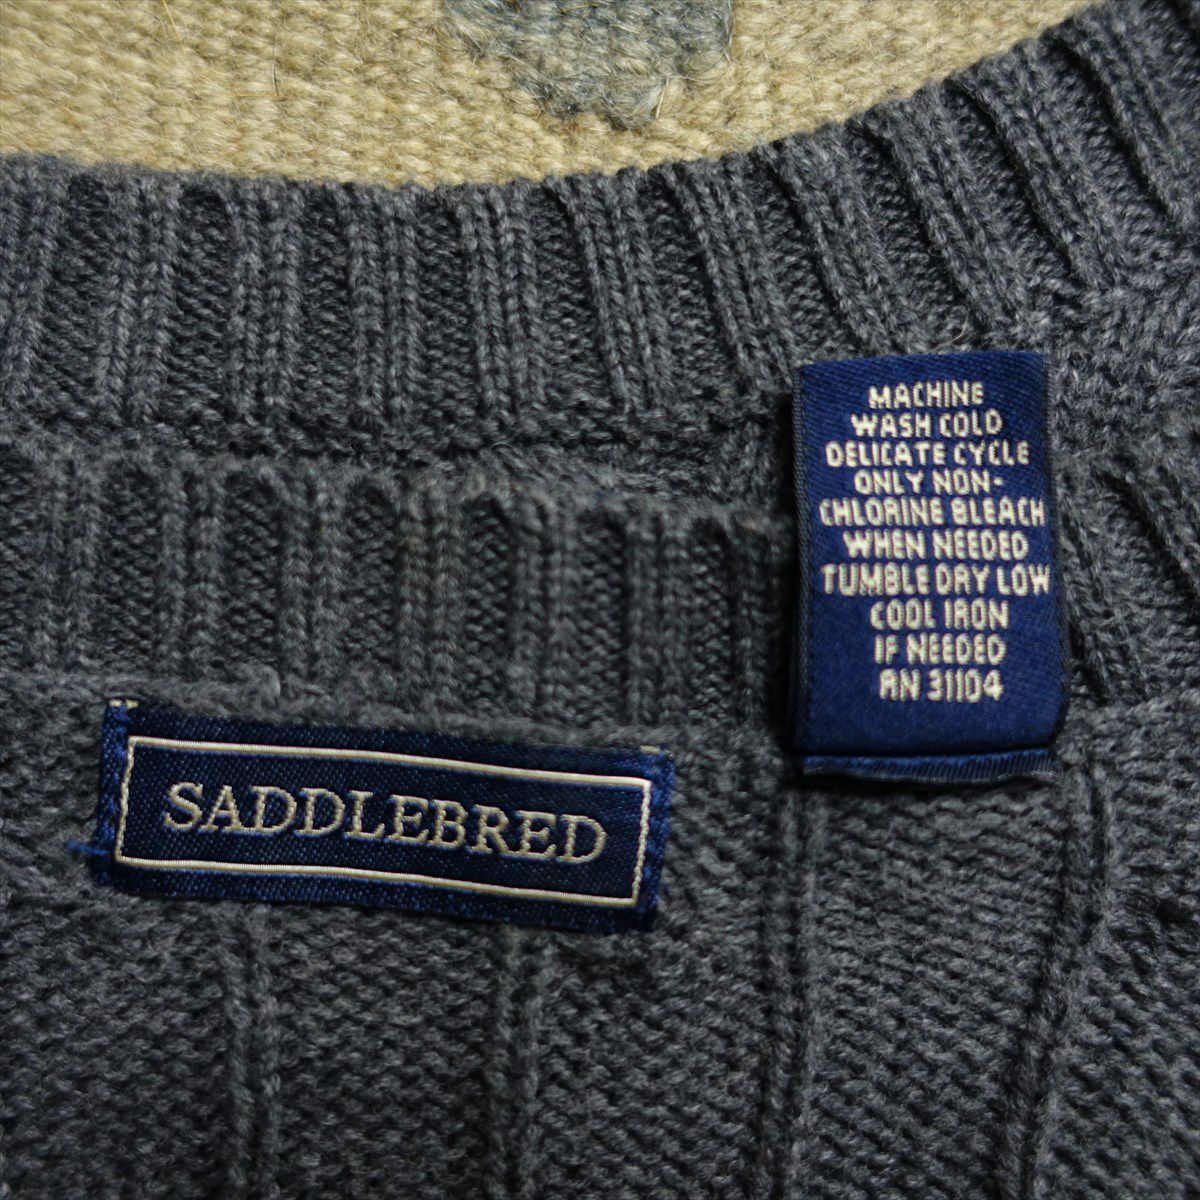 MACHINE
WASH COLD
DELICATE CYCLE
ONLY NON-
CHLORINE BLEACH
WHEN NEEDED
TUMBLE DRY LOW
COOL IRON
IF NEEDED
RN 31104
SADDLEBRED